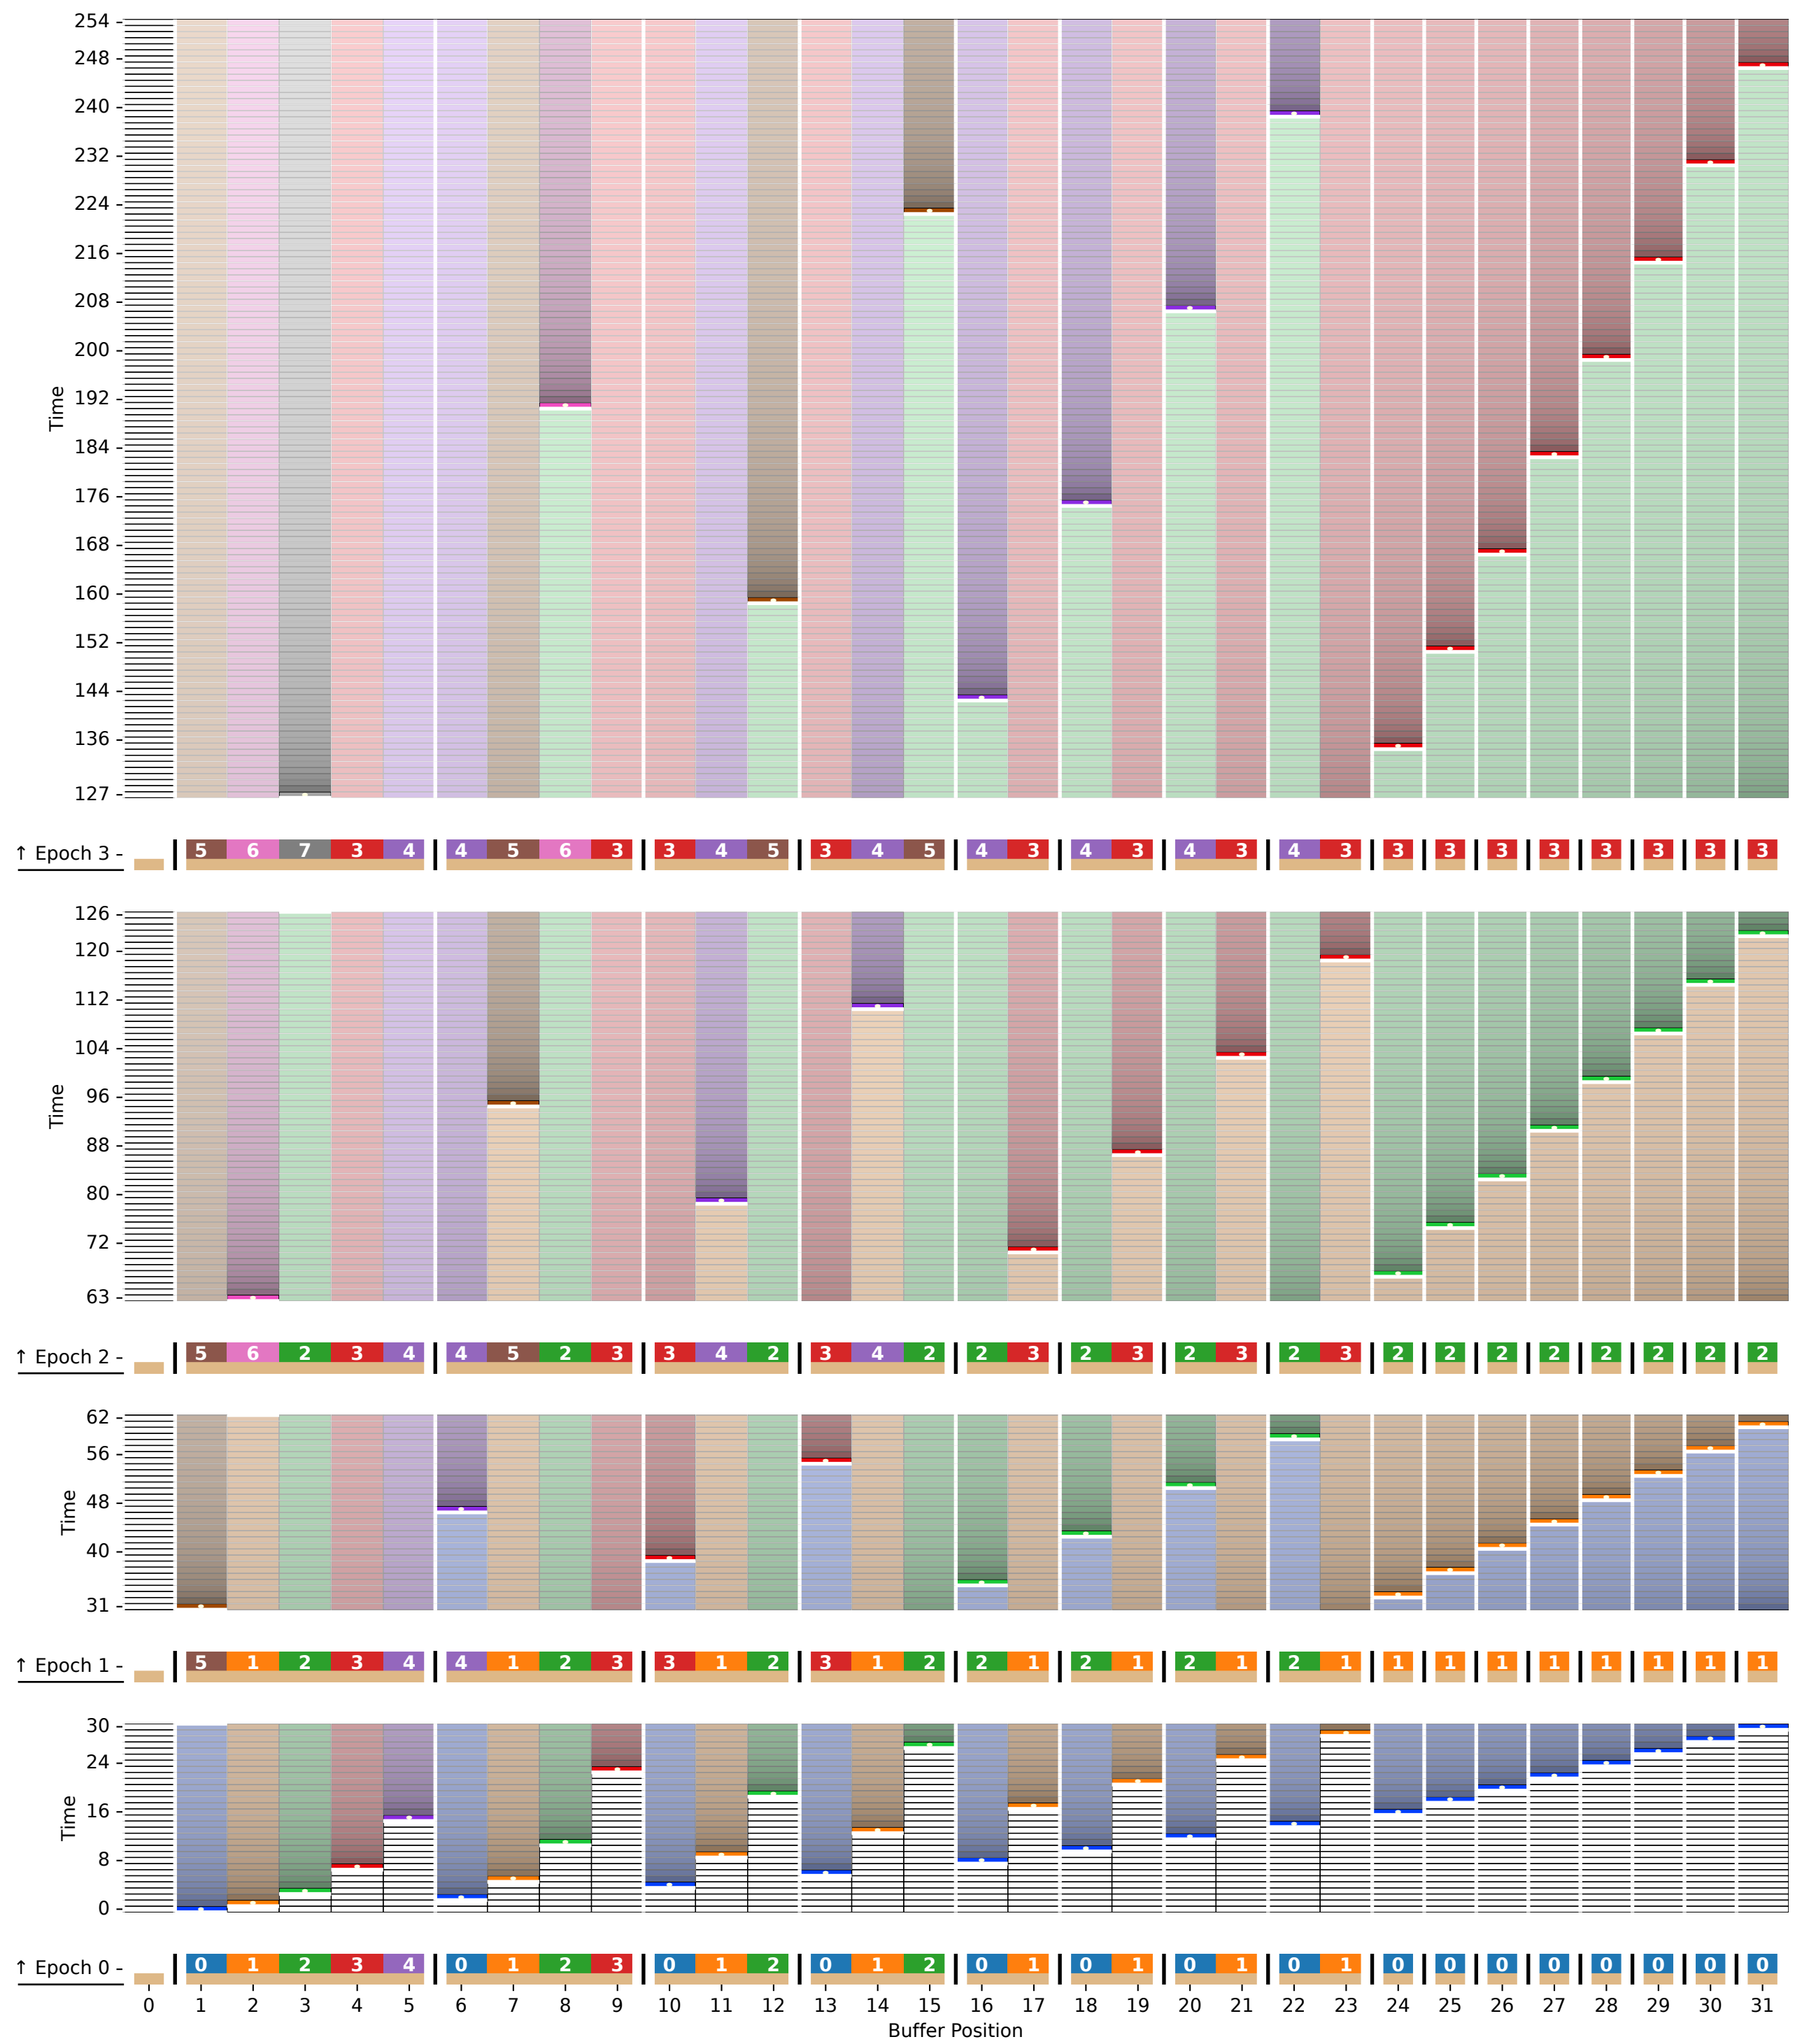 254
248
240
232
224
216
208
200
192
184
176
168
160
152
144
136
127
Time
↑ Epoch 3
5 6 7 3 4 4 5 6 3 3 4 5 3 4 5 4 3 4 3 4 3 4 3 3 3 3 3 3 3 3 3
126
120
112
104
96
88
80
72
63
Time
↑ Epoch 2
5 6 2 3 4 4 5 2 3 3 4 2 3 4 2 2 3 2 3 2 3 2 3 2 2 2 2 2 2 2 2
62
56
48
40
31
Time
↑ Epoch 1
5 1 2 3 4 4 1 2 3 3 1 2 3 1 2 2 1 2 1 2 1 2 1 1 1 1 1 1 1 1 1
30
24
16
8
0
Time
↑ Epoch 0
0 1 2 3 4 0 1 2 3 0 1 2 0 1 2 0 1 0 1 0 1 0 1 0 0 0 0 0 0 0 0
0 1 2 3 4 5 6 7 8 9 10 11 12 13 14 15 16 17 18 19 20 21 22 23 24 25 26 27 28 29 30 31
Buffer Position